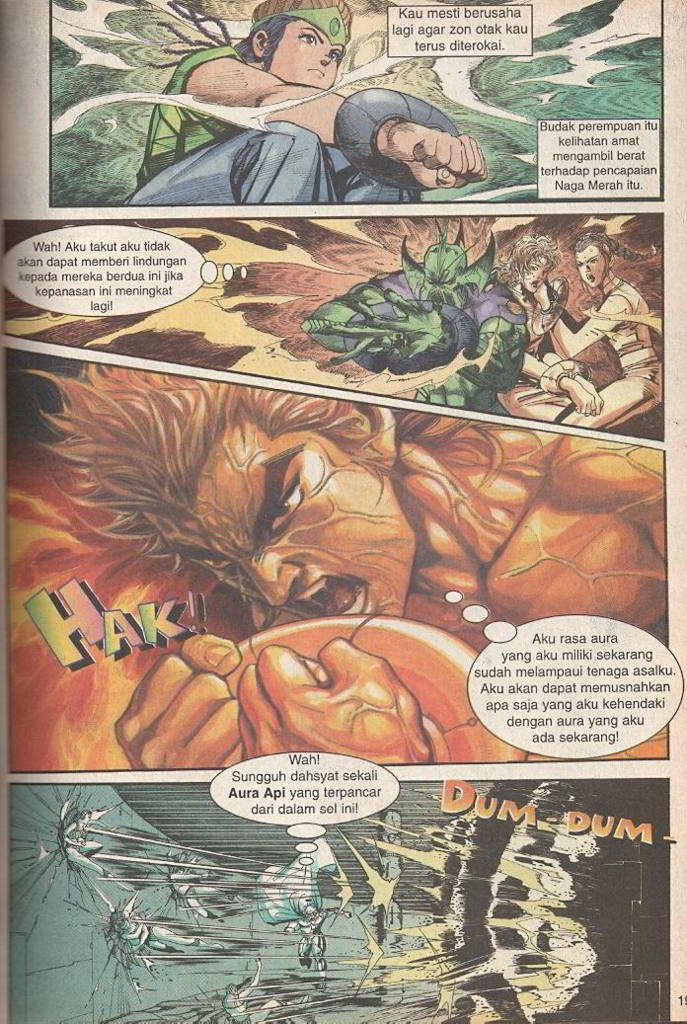 Kau mesti berusaha
lagi agar zon otak kau
terus diterokai.
Budak perempuan itu
kelihatan amat
mengambil berat
terhadap pencapaian
Naga Merah itu.
Wah! Aku takut aku tidak
akan dapat memberi lindungan
kepada mereka berdua ini jika
kepanasan ini meningkat
lagi!
HAK!!
Aku rasa aura
yang aku miliki sekarang
sudah melampaui tenaga asalku.
Aku akan dapat memusnahkan
apa saja yang aku kehendaki
dengan aura yang aku
ada sekarang!
Wah!
Sungguh dahsyat sekali
Aura Api yang terpancar
dari dalam sel ini!
DUM-DUM-